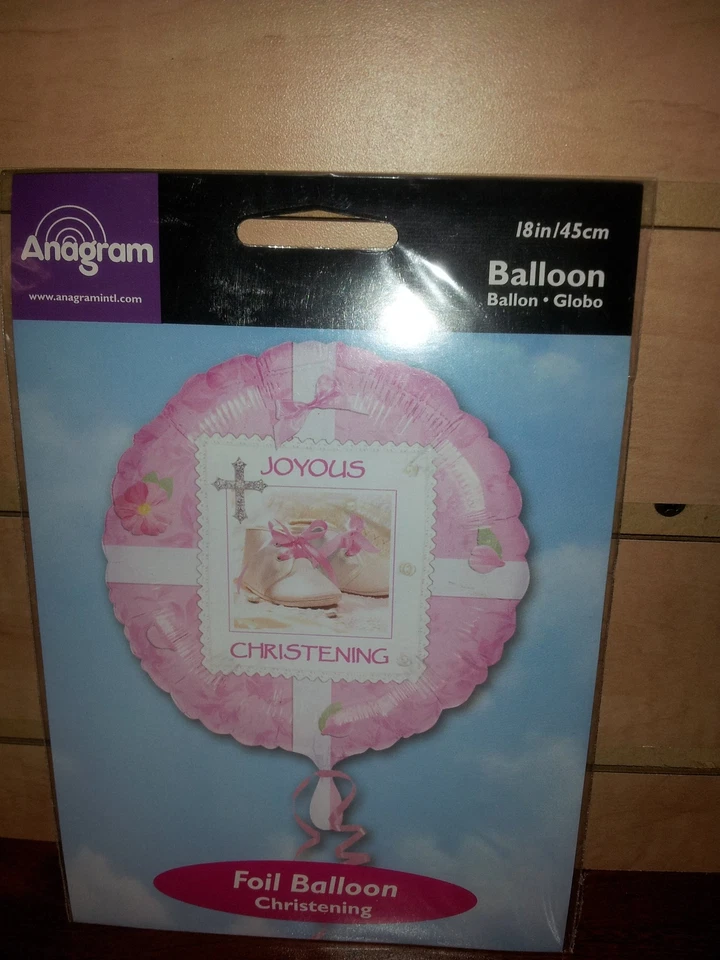 Anagram
www.anagramintl.com
18in/45cm
Balloon
Ballon • Globo
JOYOUS
CHRISTENING
Foil Balloon
Christening